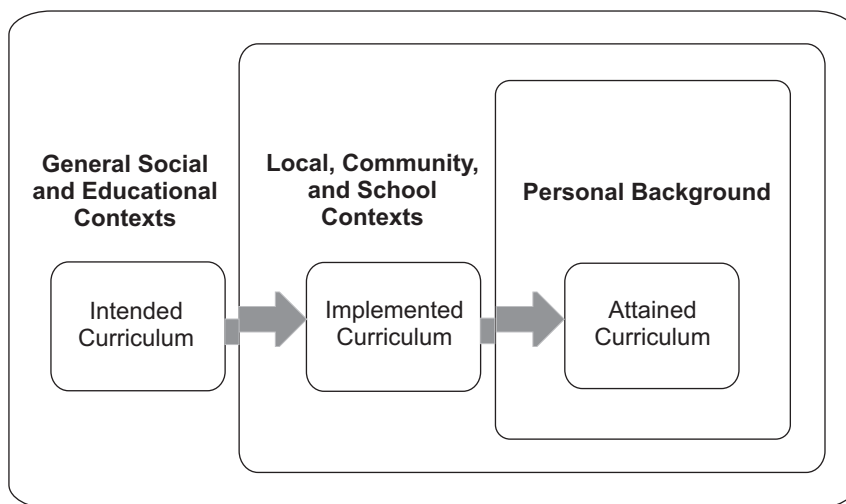 General Social
and Educational
Contexts
Local, Community,
and School
Contexts
Personal Background
Intended
Curriculum
Implemented
Curriculum
Attained
Curriculum